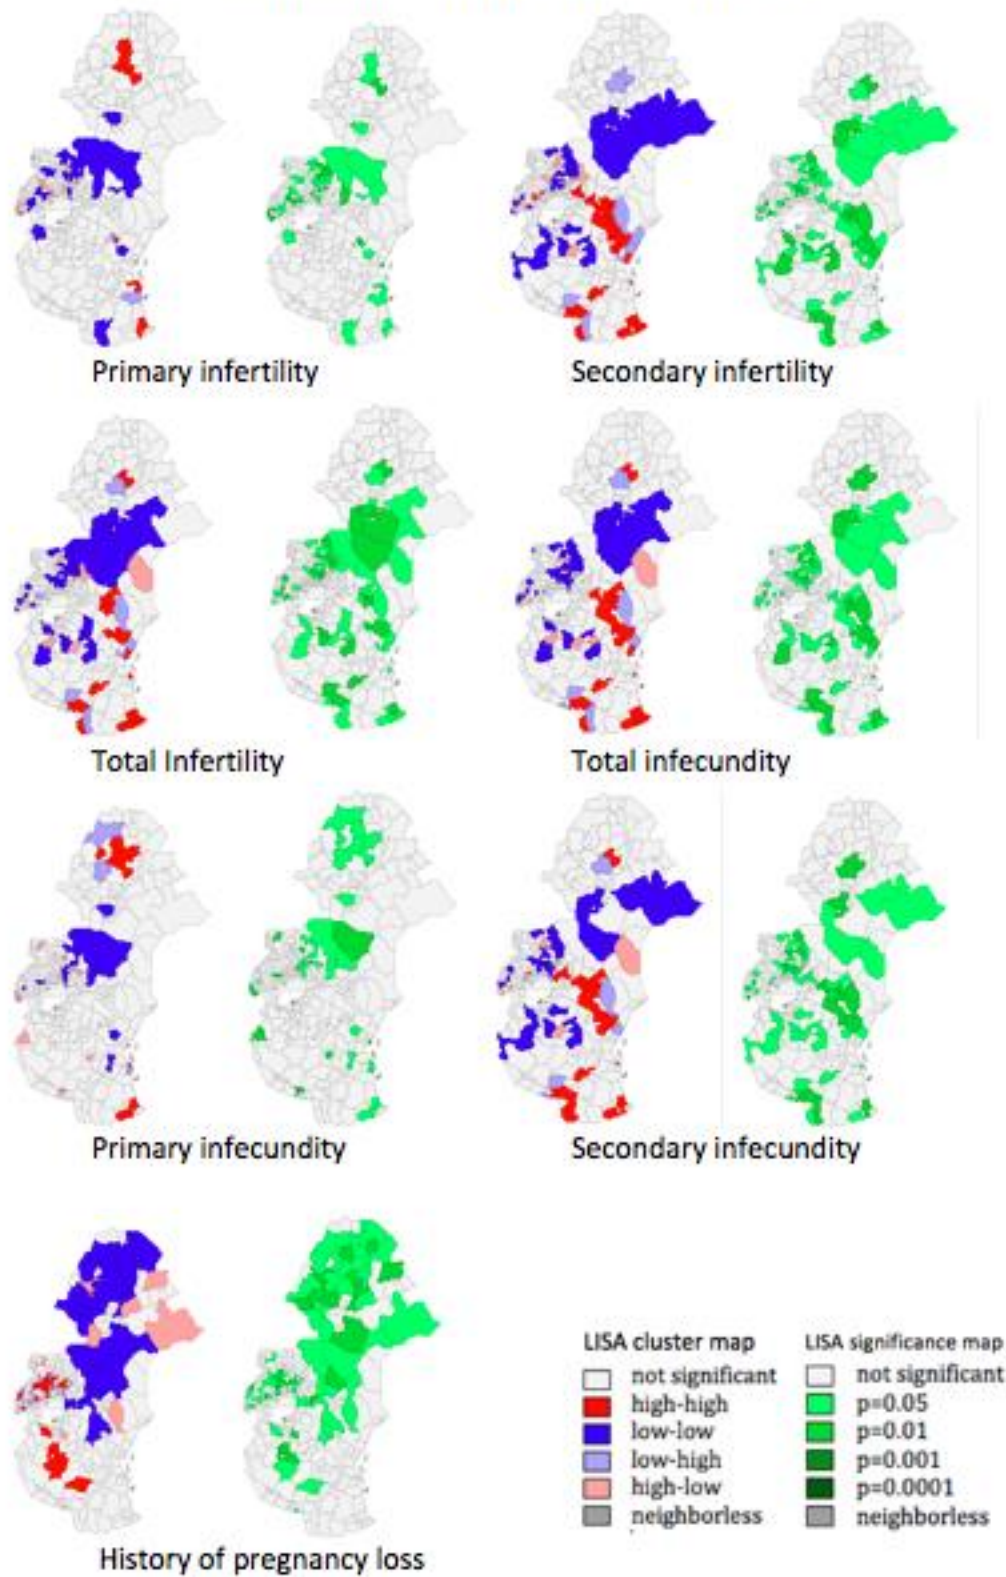 Primary infertility
Secondary infertility
Total Infertility
Total infecundity
Primary infecundity
Secondary infecundity
History of pregnancy loss
LISA cluster map
not significant
high-high
low-low
low-high
high-low
neighborless
LISA significance map
not significant
p=0.05
p=0.01
p=0.001
p=0.0001
neighborless